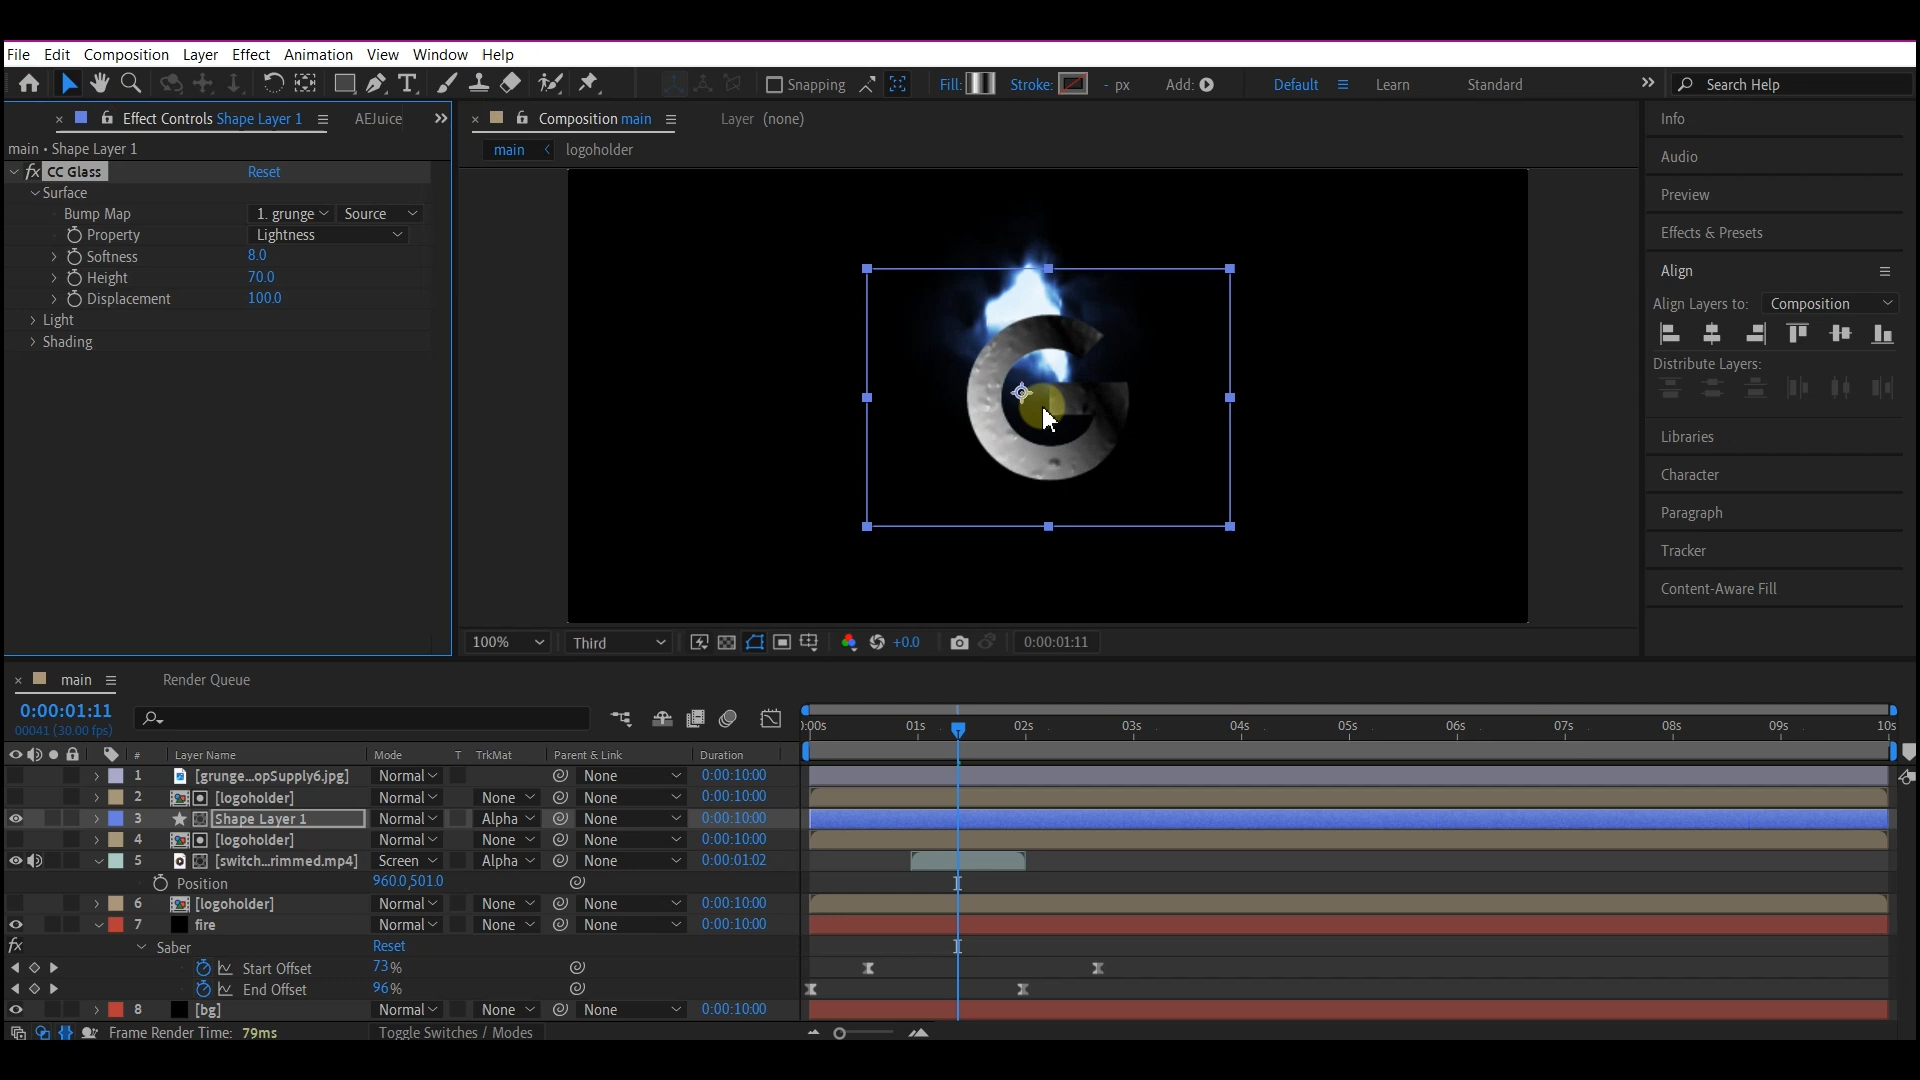 File Edit Composition Layer Effect Animation View Window Help
Snapping Fill: Stroke: - px Add: Default Learn Standard Search Help
Effect Controls Shape Layer 1 AEJuice
main • Shape Layer 1
fx CC Glass Reset
Surface
Bump Map 1. grunge Source
Property Lightness
Softness 8.0
Height 70.0
Displacement 100.0
Light
Shading
Composition main Layer (none)
main logoholder
G
100% Third +0.0 0:00:01:11
Info
Audio
Preview
Effects & Presets
Align
Align Layers to: Composition
Distribute Layers:
Libraries
Character
Paragraph
Tracker
Content-Aware Fill
main Render Queue
0:00:01:11
00041 (30.00 fps)
):00s 01s 02s 03s 04s 05s 06s 07s 08s 09s 10s
# Layer Name Mode T TrkMat Parent & Link Duration
1 [grunge...opSupply6.jpg] Normal None 0:00:10:00
2 [logoholder] Normal None None 0:00:10:00
3 Shape Layer 1 Normal Alpha None 0:00:10:00
4 [logoholder] Normal None None 0:00:10:00
5 [switch...rimmed.mp4] Screen Alpha None 0:00:01:02
Position 960.0,501.0
6 [logoholder] Normal None None 0:00:10:00
7 fire Normal None None 0:00:10:00
fx Saber Reset
Start Offset 73%
End Offset 96%
8 [bg] Normal None None 0:00:10:00
Frame Render Time: 79ms Toggle Switches / Modes